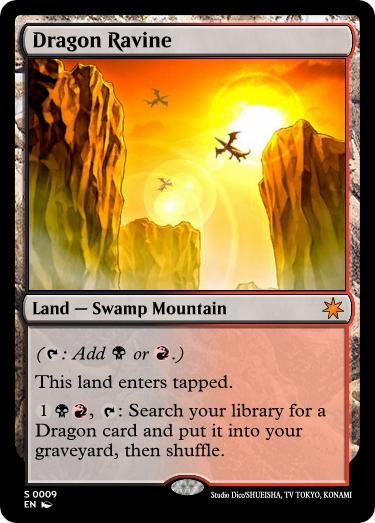 Dragon Ravine
Land — Swamp Mountain
(: Add or .)
This land enters tapped.
1 , : Search your library for a
Dragon card and put it into your
graveyard, then shuffle.
S 0009
EN
Studio Dice/SHUEISHA, TV TOKYO, KONAMI